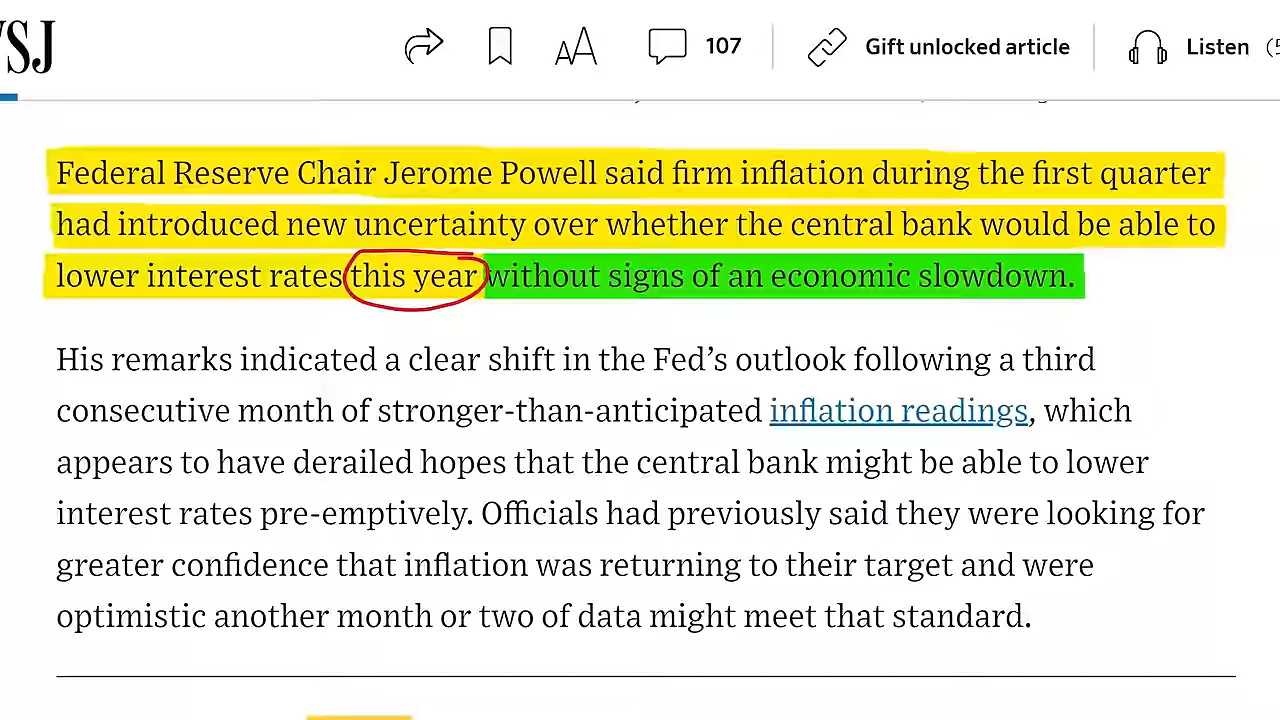 WSJ
107
Gift unlocked article
Listen
Federal Reserve Chair Jerome Powell said firm inflation during the first quarter
had introduced new uncertainty over whether the central bank would be able to
lower interest rates this year without signs of an economic slowdown.
His remarks indicated a clear shift in the Fed’s outlook following a third
consecutive month of stronger-than-anticipated inflation readings, which
appears to have derailed hopes that the central bank might be able to lower
interest rates pre-emptively. Officials had previously said they were looking for
greater confidence that inflation was returning to their target and were
optimistic another month or two of data might meet that standard.